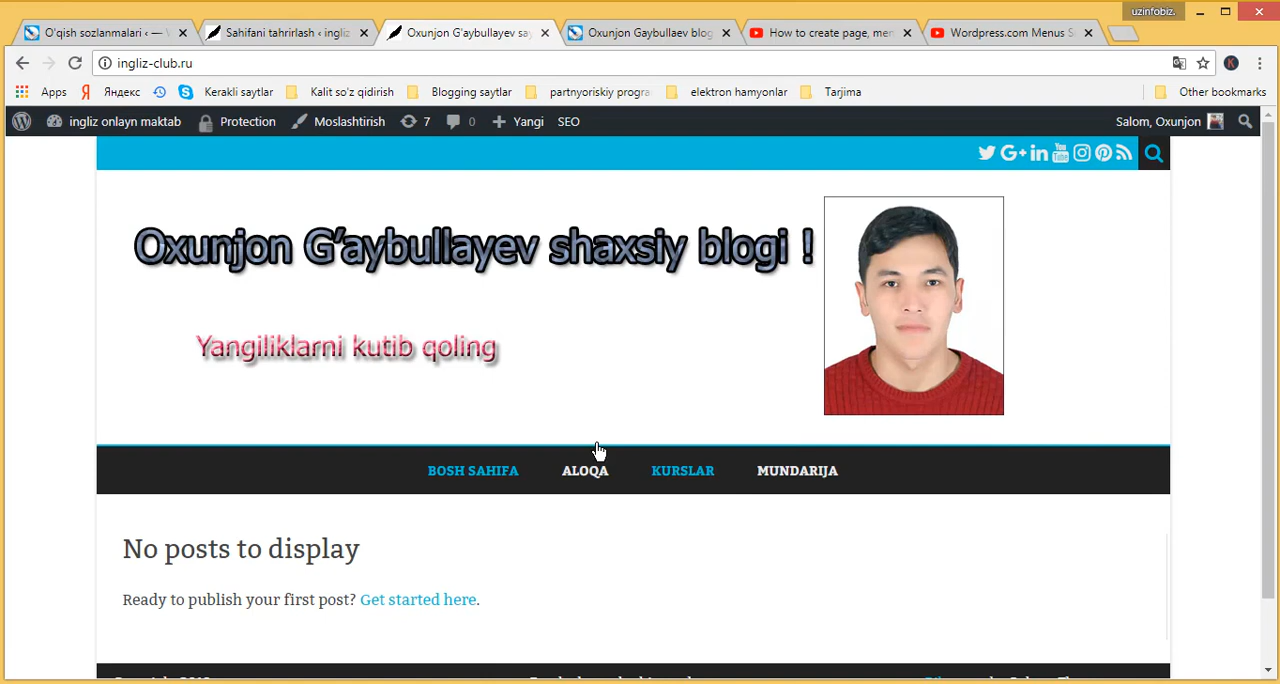 uzinfobiz.
O'qish sozlanmalari ‹ —
Sahifani tahrirlash ‹ ingliz
Oxunjon G'aybullayev sa
Oxunjon Gaybullaev blog
How to create page, men
Wordpress.com Menus
ingliz-club.ru
Apps
Яндекс
Kerakli saytlar
Kalit so'z qidirish
Blogging saytlar
partnyoriskiy progra
elektron hamyonlar
Tarjima
Other bookmarks
ingliz onlayn maktab
Protection
Moslashtirish
7
0
Yangi
SEO
Salom, Oxunjon
Oxunjon G'aybullayev shaxsiy blogi !
Yangiliklarni kutib qoling
BOSH SAHIFA
ALOQA
KURSLAR
MUNDARIJA
No posts to display
Ready to publish your first post? Get started here.